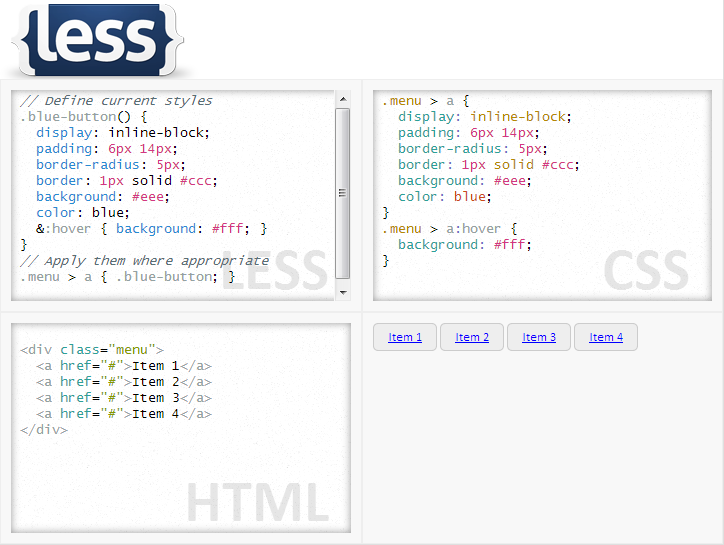 {less}
// Define current styles
.blue-button() {
  display: inline-block;
  padding: 6px 14px;
  border-radius: 5px;
  border: 1px solid #ccc;
  background: #eee;
  color: blue;
  &:hover { background: #fff; }
}
// Apply them where appropriate
.menu > a { .blue-button; }
LESS
.menu > a {
  display: inline-block;
  padding: 6px 14px;
  border-radius: 5px;
  border: 1px solid #ccc;
  background: #eee;
  color: blue;
}
.menu > a:hover {
  background: #fff;
}
CSS
<div class="menu">
  <a href="#">Item 1</a>
  <a href="#">Item 2</a>
  <a href="#">Item 3</a>
  <a href="#">Item 4</a>
</div>
HTML
Item 1 Item 2 Item 3 Item 4